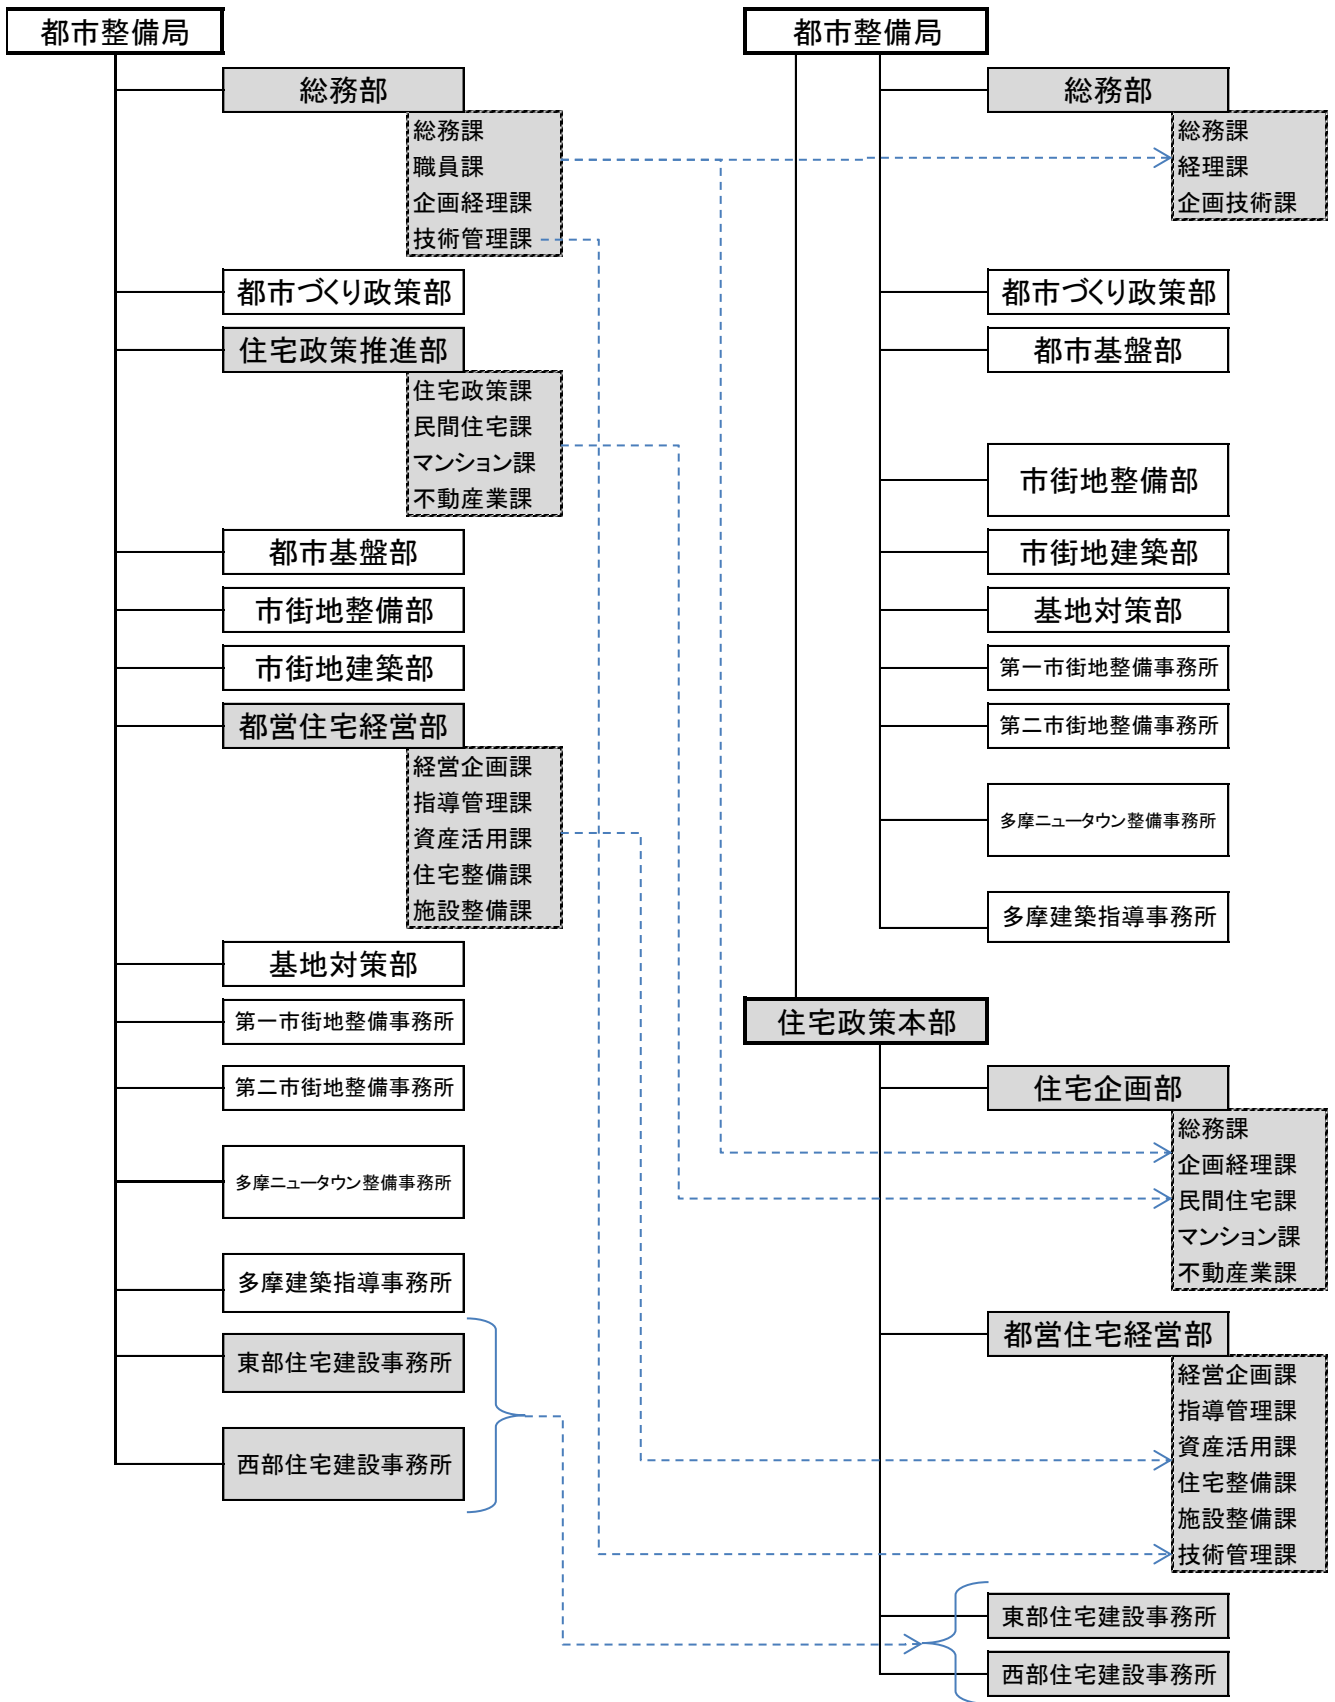 都市整備局
総務部
総務課
職員課
企画経理課
技術管理課
都市づくり政策部
住宅政策推進部
住宅政策課
民間住宅課
マンション課
不動産業課
都市基盤部
市街地整備部
市街地建築部
都営住宅経営部
経営企画課
指導管理課
資産活用課
住宅整備課
施設整備課
基地対策部
第一市街地整備事務所
第二市街地整備事務所
多摩ニュータウン整備事務所
多摩建築指導事務所
東部住宅建設事務所
西部住宅建設事務所
都市整備局
総務部
総務課
経理課
企画技術課
都市づくり政策部
都市基盤部
市街地整備部
市街地建築部
基地対策部
第一市街地整備事務所
第二市街地整備事務所
多摩ニュータウン整備事務所
多摩建築指導事務所
住宅政策本部
住宅企画部
総務課
企画経理課
民間住宅課
マンション課
不動産業課
都営住宅経営部
経営企画課
指導管理課
資産活用課
住宅整備課
施設整備課
技術管理課
東部住宅建設事務所
西部住宅建設事務所